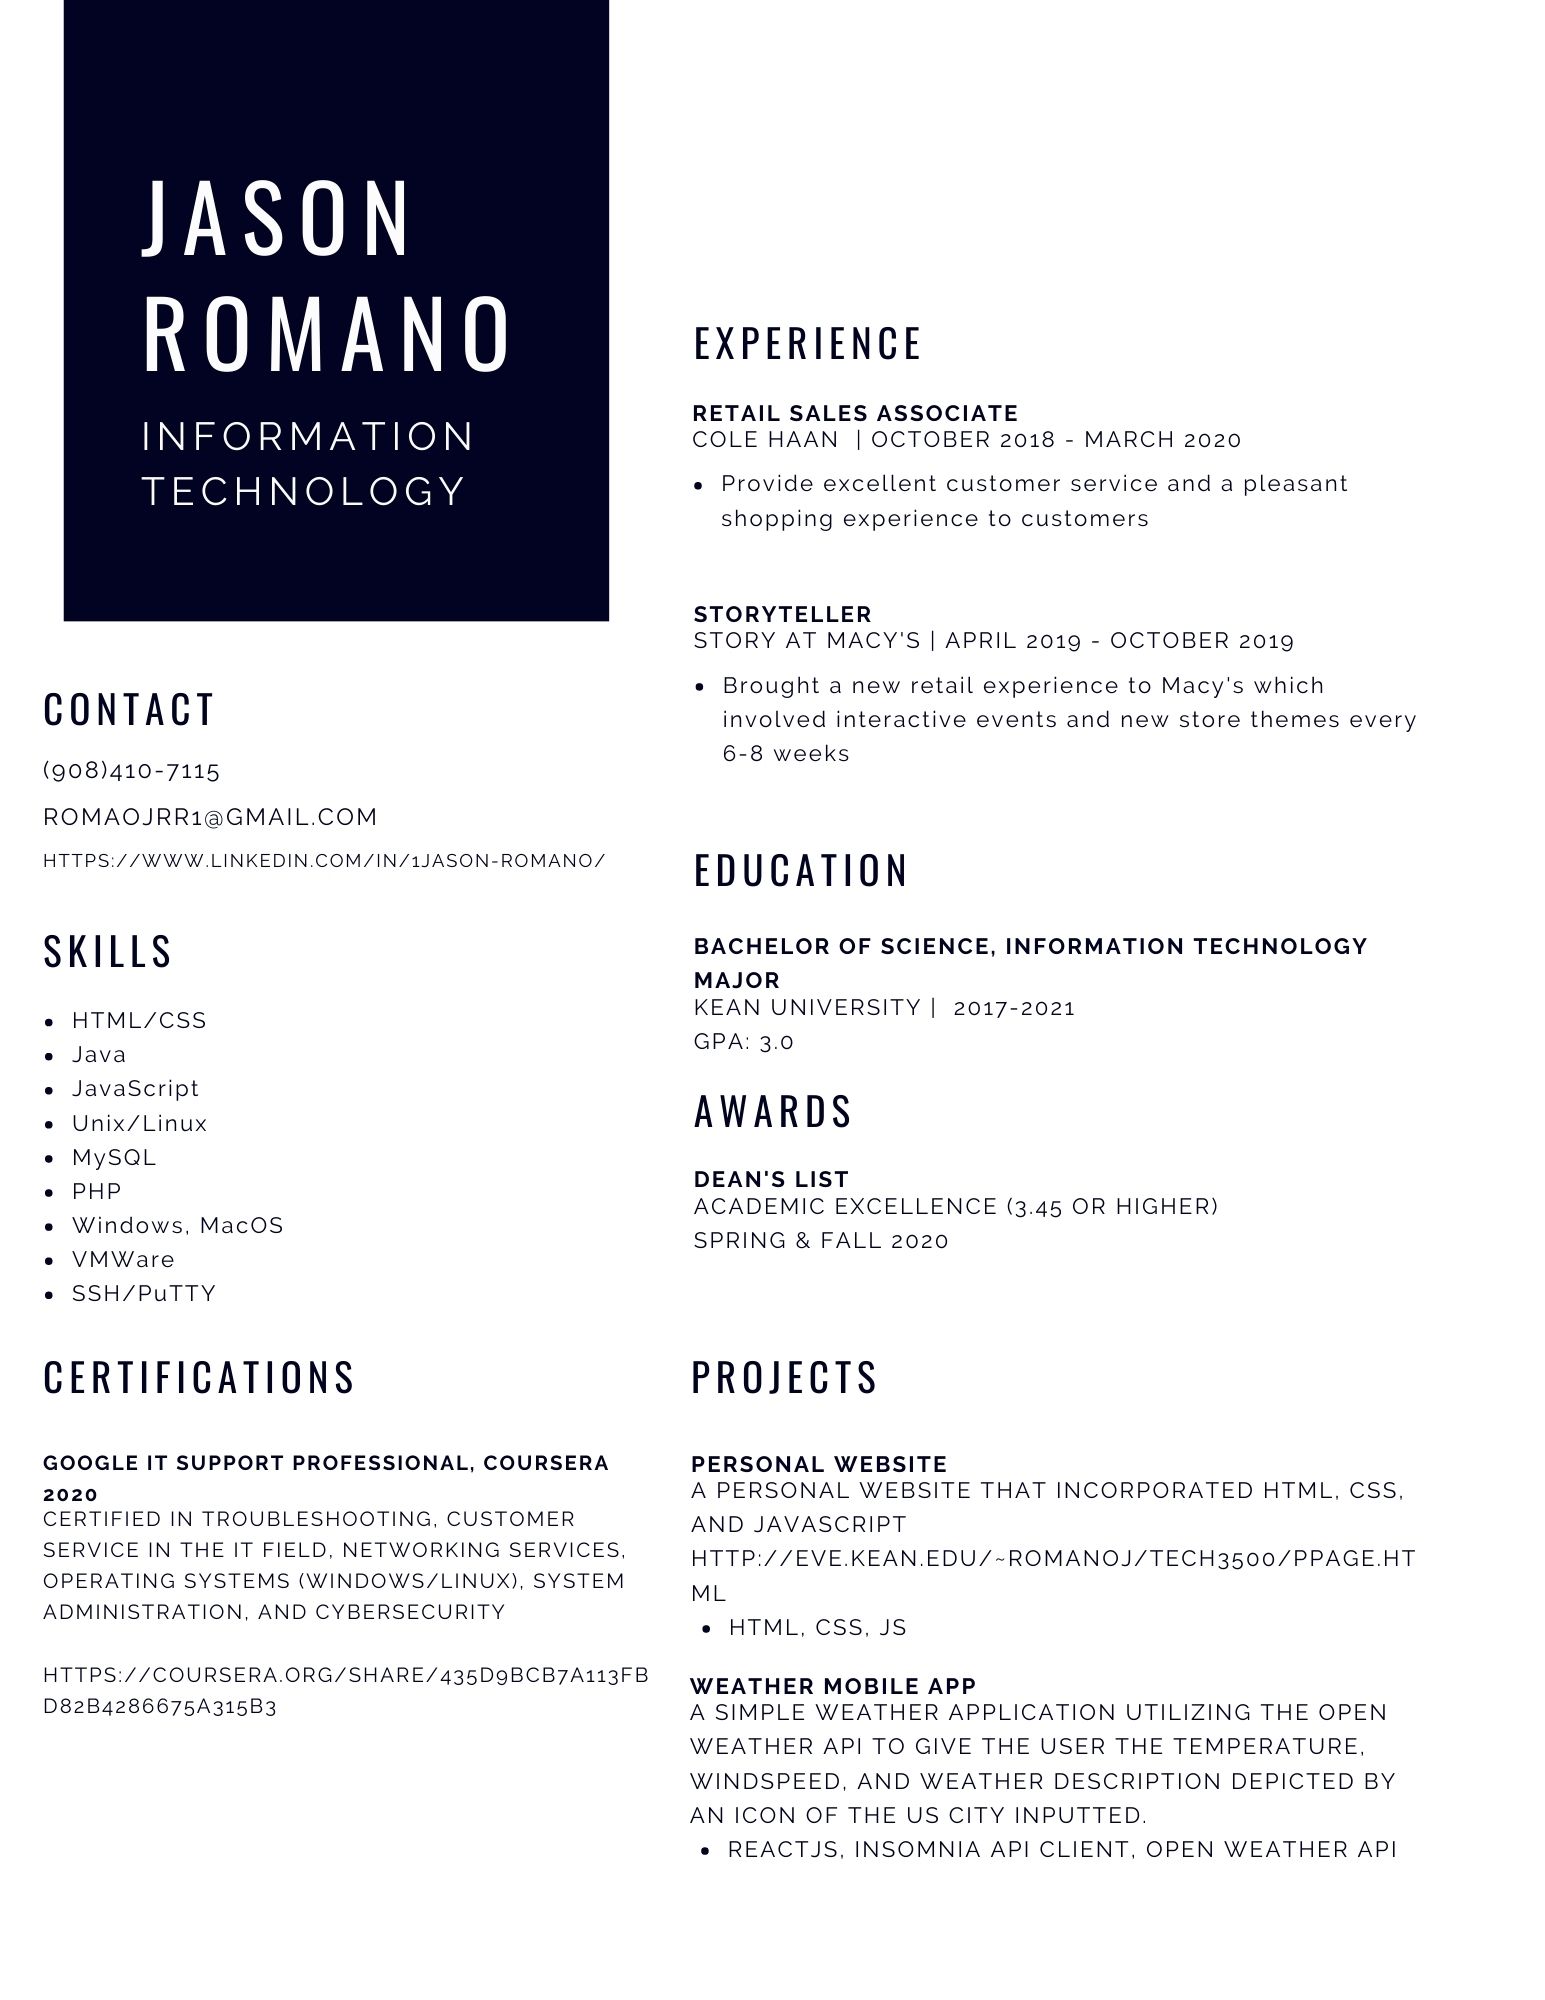 JASON
ROMANO
INFORMATION
TECHNOLOGY
CONTACT
(908)410-7115
ROMAOJRR1@GMAIL.COM
HTTPS://WWW.LINKEDIN.COM/IN/1JASON-ROMANO/
SKILLS
• HTML/CSS
• Java
• JavaScript
• Unix/Linux
• MySQL
• PHP
• Windows, MacOS
• VMWare
• SSH/PuTTY
CERTIFICATIONS
GOOGLE IT SUPPORT PROFESSIONAL, COURSERA
2020
CERTIFIED IN TROUBLESHOOTING, CUSTOMER
SERVICE IN THE IT FIELD, NETWORKING SERVICES,
OPERATING SYSTEMS (WINDOWS/LINUX), SYSTEM
ADMINISTRATION, AND CYBERSECURITY
HTTPS://COURSERA.ORG/SHARE/435D9BCB7A113FB
D82B4286675A315B3
EXPERIENCE
RETAIL SALES ASSOCIATE
COLE HAAN | OCTOBER 2018 - MARCH 2020
• Provide excellent customer service and a pleasant
shopping experience to customers
STORYTELLER
STORY AT MACY'S | APRIL 2019 - OCTOBER 2019
• Brought a new retail experience to Macy's which
involved interactive events and new store themes every
6-8 weeks
EDUCATION
BACHELOR OF SCIENCE, INFORMATION TECHNOLOGY
MAJOR
KEAN UNIVERSITY | 2017-2021
GPA: 3.0
AWARDS
DEAN'S LIST
ACADEMIC EXCELLENCE (3.45 OR HIGHER)
SPRING & FALL 2020
PROJECTS
PERSONAL WEBSITE
A PERSONAL WEBSITE THAT INCORPORATED HTML, CSS,
AND JAVASCRIPT
HTTP://EVE.KEAN.EDU/~ROMANOJ/TECH3500/PPAGE.HT
ML
• HTML, CSS, JS
WEATHER MOBILE APP
A SIMPLE WEATHER APPLICATION UTILIZING THE OPEN
WEATHER API TO GIVE THE USER THE TEMPERATURE,
WINDSPEED, AND WEATHER DESCRIPTION DEPICTED BY
AN ICON OF THE US CITY INPUTTED.
• REACTJS, INSOMNIA API CLIENT, OPEN WEATHER API